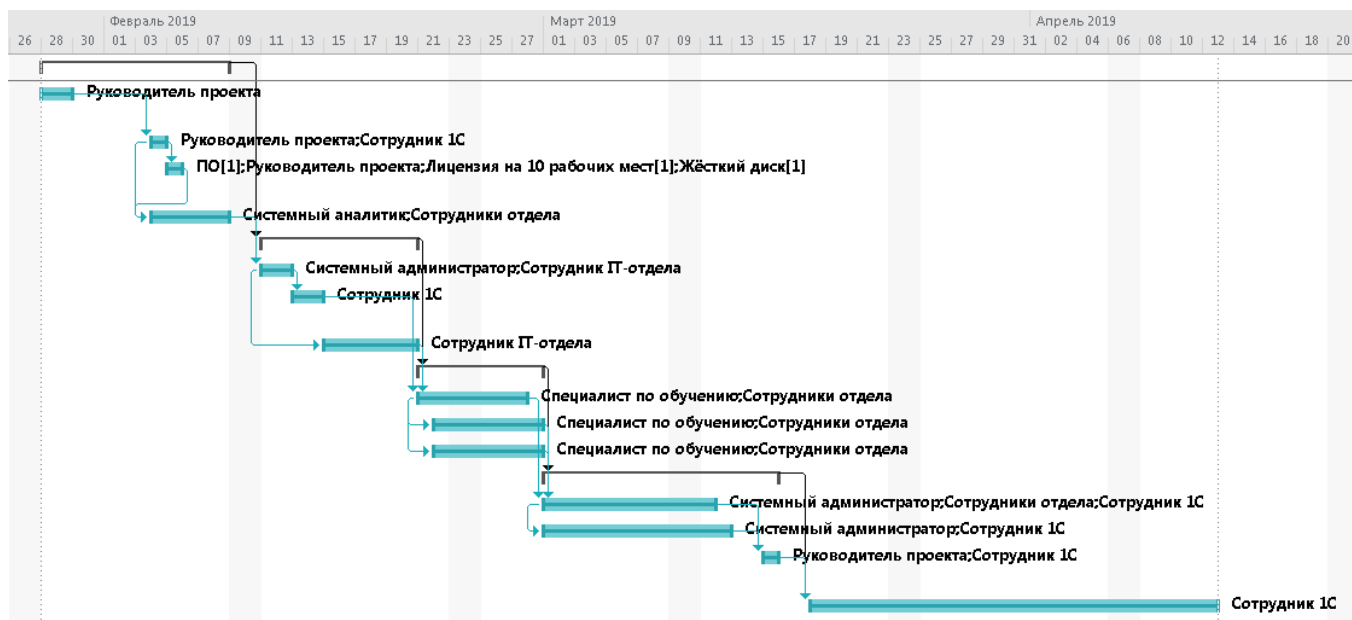 Февраль 2019 Март 2019 Апрель 2019
26 28 30 01 03 05 07 09 11 13 15 17 19 21 23 25 27 01 03 05 07 09 11 13 15 17 19 21 23 25 27 29 31 02 04 06 08 10 12 14 16 18 20
Руководитель проекта
Руководитель проекта;Сотрудник 1С
ПО[1];Руководитель проекта;Лицензия на 10 рабочих мест[1];Жёсткий диск[1]
Системный аналитик;Сотрудники отдела
Системный администратор;Сотрудник IT-отдела
Сотрудник 1С
Сотрудник IT-отдела
Специалист по обучению;Сотрудники отдела
Специалист по обучению;Сотрудники отдела
Специалист по обучению;Сотрудники отдела
Системный администратор;Сотрудники отдела;Сотрудник 1С
Системный администратор;Сотрудник 1С
Руководитель проекта;Сотрудник 1С
Сотрудник 1С